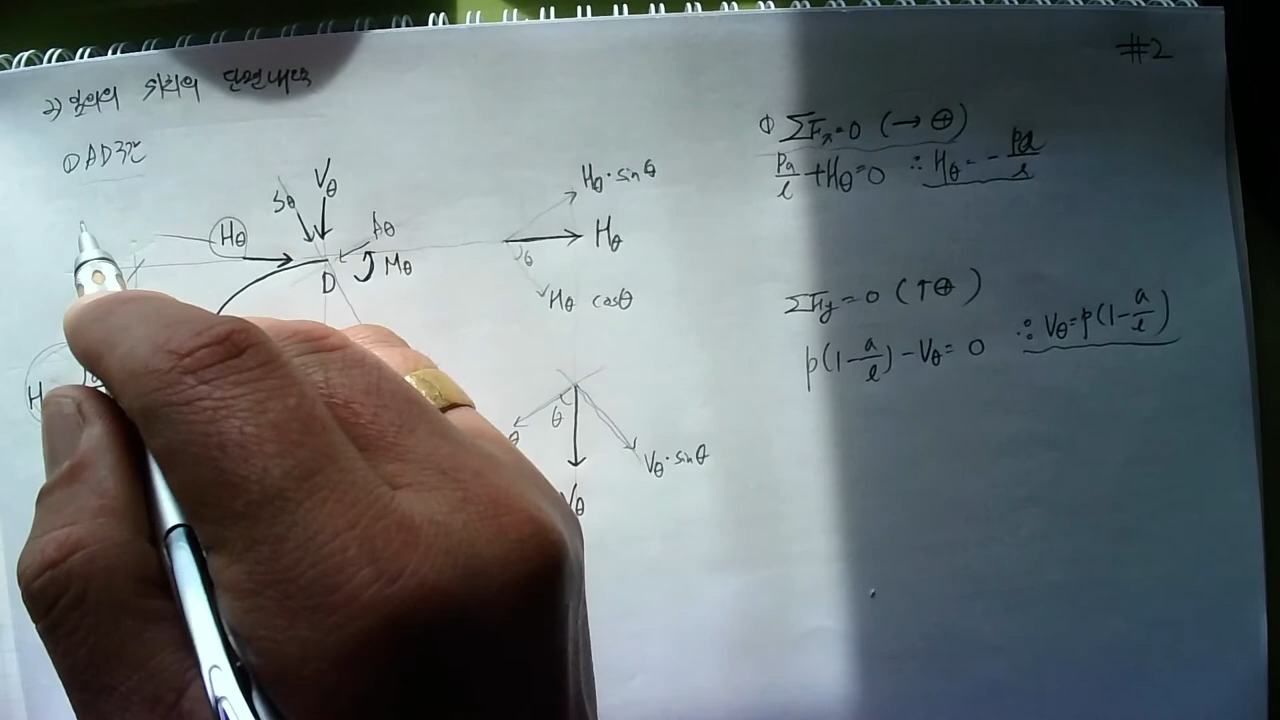 #2
2) 임의의 위치의 단면내력
① AD구간
Sθ
Vθ
Hθ
Aθ
Mθ
D
H
Hθ·sinθ
Hθ
θ
Hθ cosθ
θ
θ
Vθ·sinθ
Vθ
① ΣFx=0 (→⊕)
Pa/l + Hθ=0 ∴ Hθ=-Pa/l
ΣFy=0 (↑⊕)
p(1-a/l)-Vθ=0 ∴ Vθ=p(1-a/l)